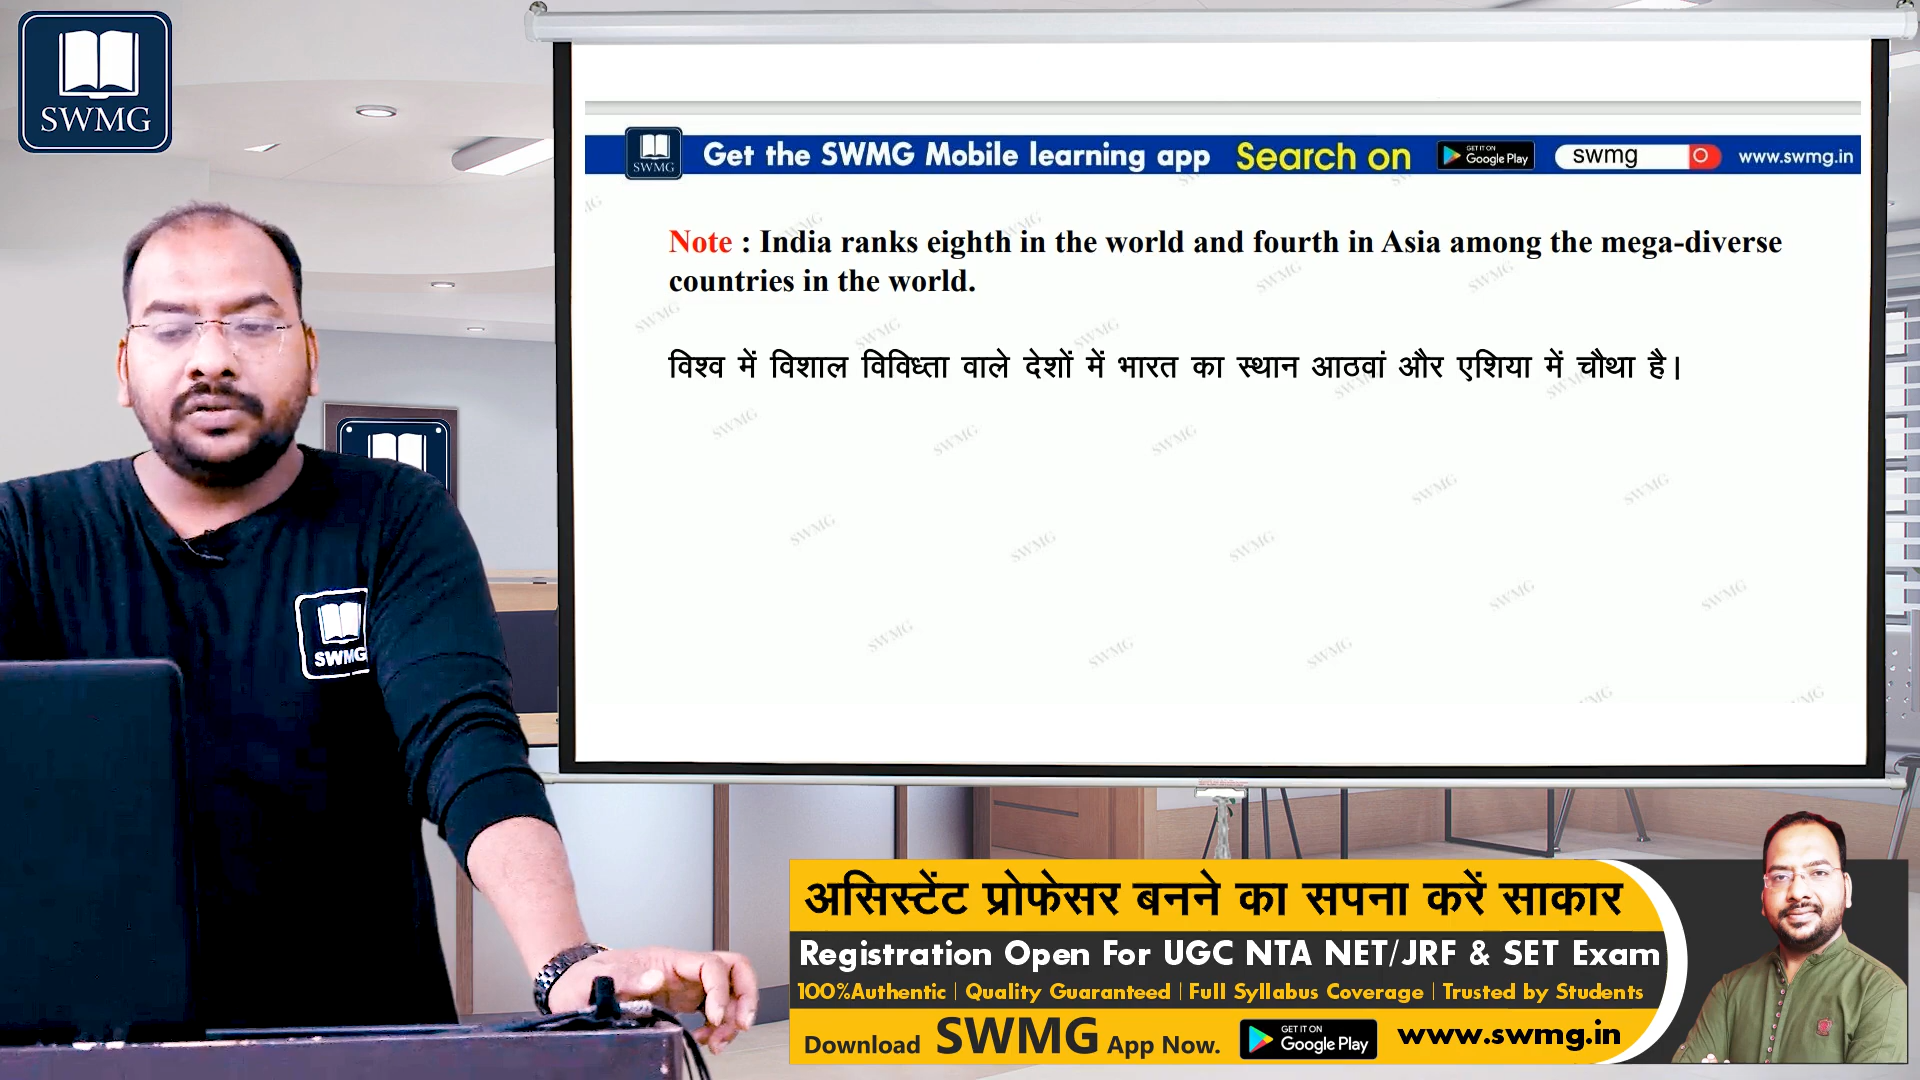 SWMG
SWMG
Get the SWMG Mobile learning app Search on GET IT ON Google Play swmg www.swmg.in
Note : India ranks eighth in the world and fourth in Asia among the mega-diverse
countries in the world.
विश्व में विशाल विविध्ता वाले देशों में भारत का स्थान आठवां और एशिया में चौथा है।
SWMG
असिस्टेंट प्रोफेसर बनने का सपना करें साकार
Registration Open For UGC NTA NET/JRF & SET Exam
100%Authentic | Quality Guaranteed | Full Syllabus Coverage | Trusted by Students
Download SWMG App Now. GET IT ON Google Play www.swmg.in